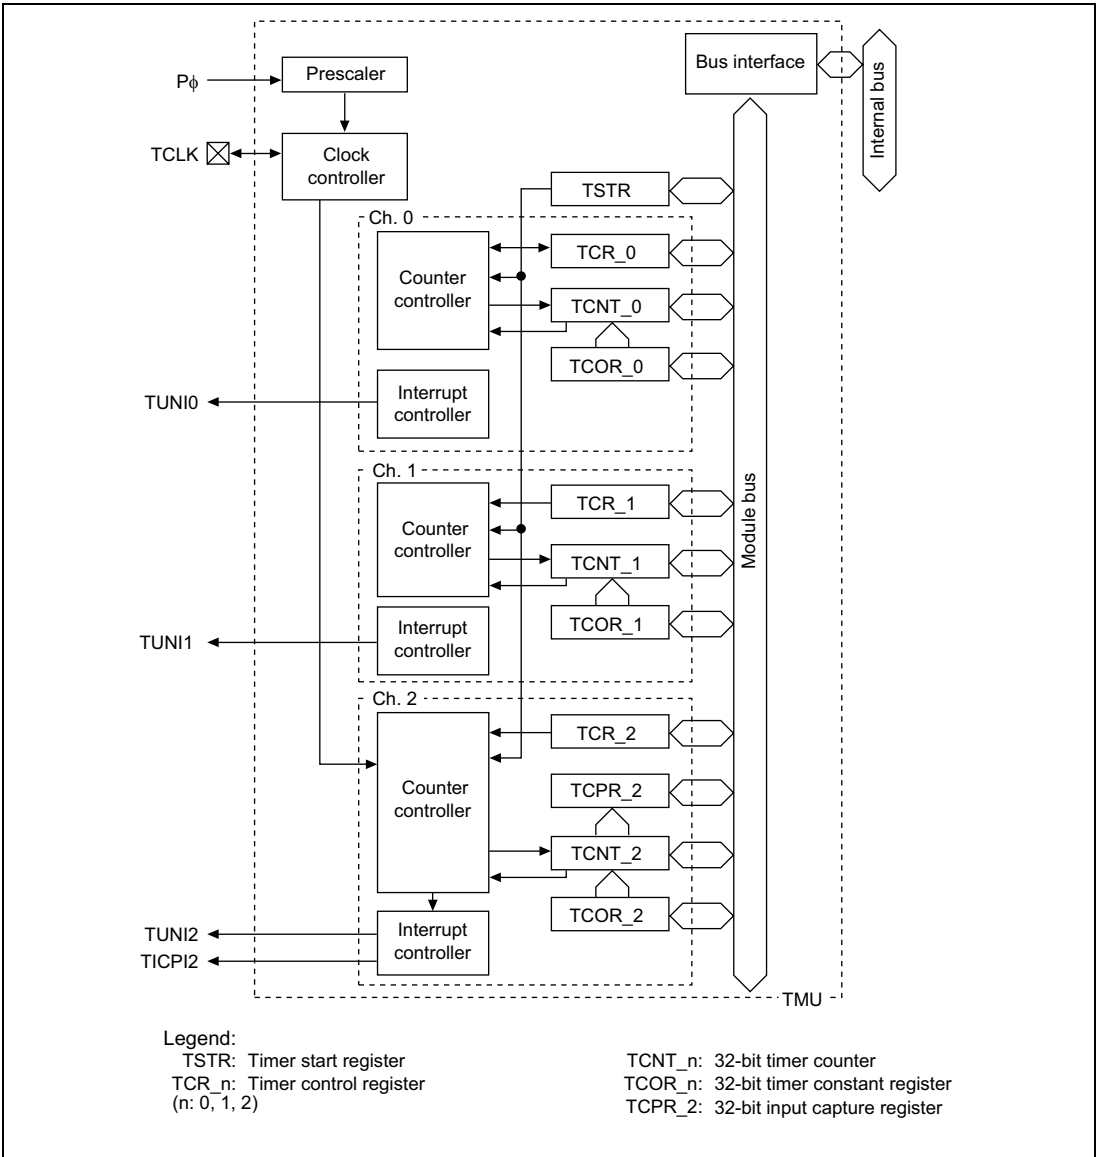 Bus interface
Internal bus
Pϕ
Prescaler
TCLK
Clock
controller
TSTR
Ch. 0
Counter
controller
TCR_0
TCNT_0
TCOR_0
Interrupt
controller
TUNI0
Ch. 1
Counter
controller
TCR_1
TCNT_1
TCOR_1
Interrupt
controller
TUNI1
Module bus
Ch. 2
Counter
controller
TCR_2
TCPR_2
TCNT_2
TCOR_2
Interrupt
controller
TUNI2
TICPI2
TMU
Legend:
TSTR: Timer start register
TCR_n: Timer control register
(n: 0, 1, 2)
TCNT_n: 32-bit timer counter
TCOR_n: 32-bit timer constant register
TCPR_2: 32-bit input capture register